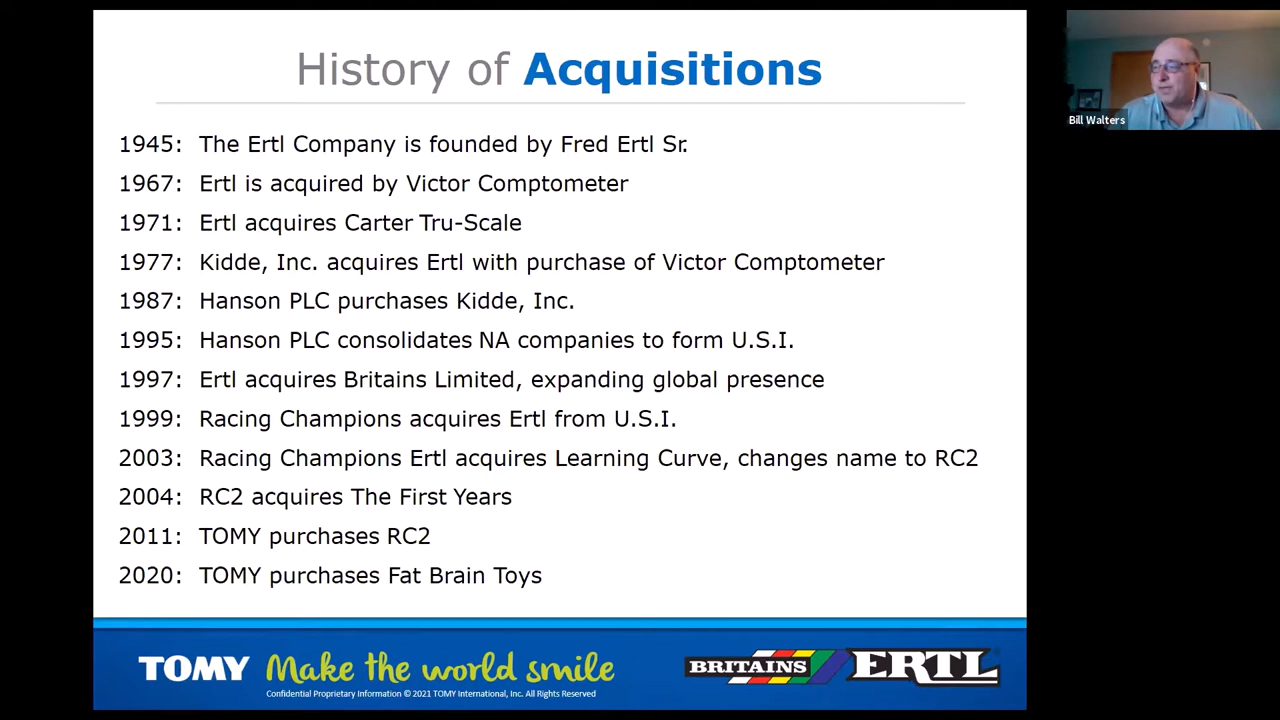 History of Acquisitions
Bill Walters
1945: The Ertl Company is founded by Fred Ertl Sr.
1967: Ertl is acquired by Victor Comptometer
1971: Ertl acquires Carter Tru-Scale
1977: Kidde, Inc. acquires Ertl with purchase of Victor Comptometer
1987: Hanson PLC purchases Kidde, Inc.
1995: Hanson PLC consolidates NA companies to form U.S.I.
1997: Ertl acquires Britains Limited, expanding global presence
1999: Racing Champions acquires Ertl from U.S.I.
2003: Racing Champions Ertl acquires Learning Curve, changes name to RC2
2004: RC2 acquires The First Years
2011: TOMY purchases RC2
2020: TOMY purchases Fat Brain Toys
TOMY Make the world smile
BRITAINS ERTL
Confidential Proprietary Information © 2021 TOMY International, Inc. All Rights Reserved